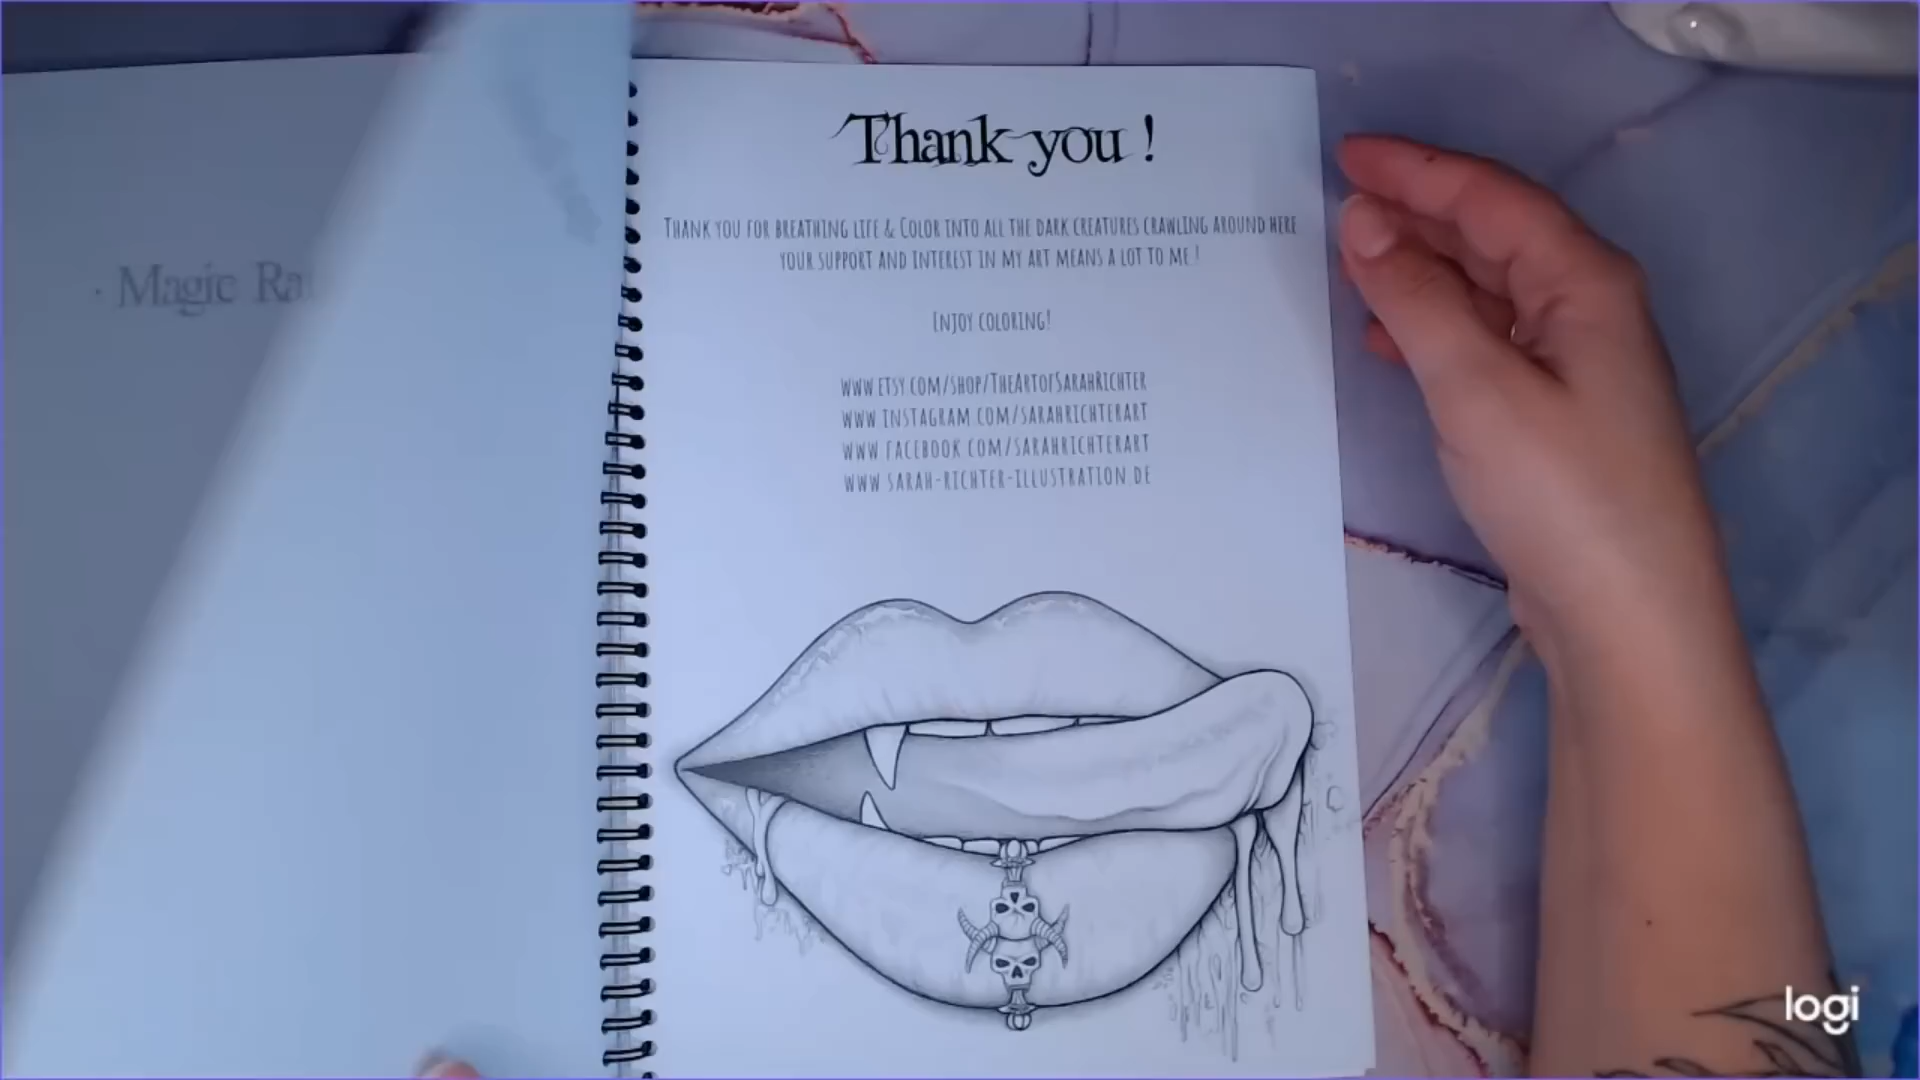 Magic
Thank you !
THANK YOU FOR BREATHING LIFE & COLOR INTO ALL THE DARK CREATURES CRAWLING AROUND HERE
YOUR SUPPORT AND INTEREST IN MY ART MEANS A LOT TO ME !
ENJOY COLORING!
WWW.ETSY.COM/SHOP/THEARTOFSARAHRICHTER
WWW.INSTAGRAM.COM/SARAHRICHTERART
WWW.FACEBOOK.COM/SARAHRICHTERART
WWW.SARAH-RICHTER-ILLUSTRATION.DE
logi